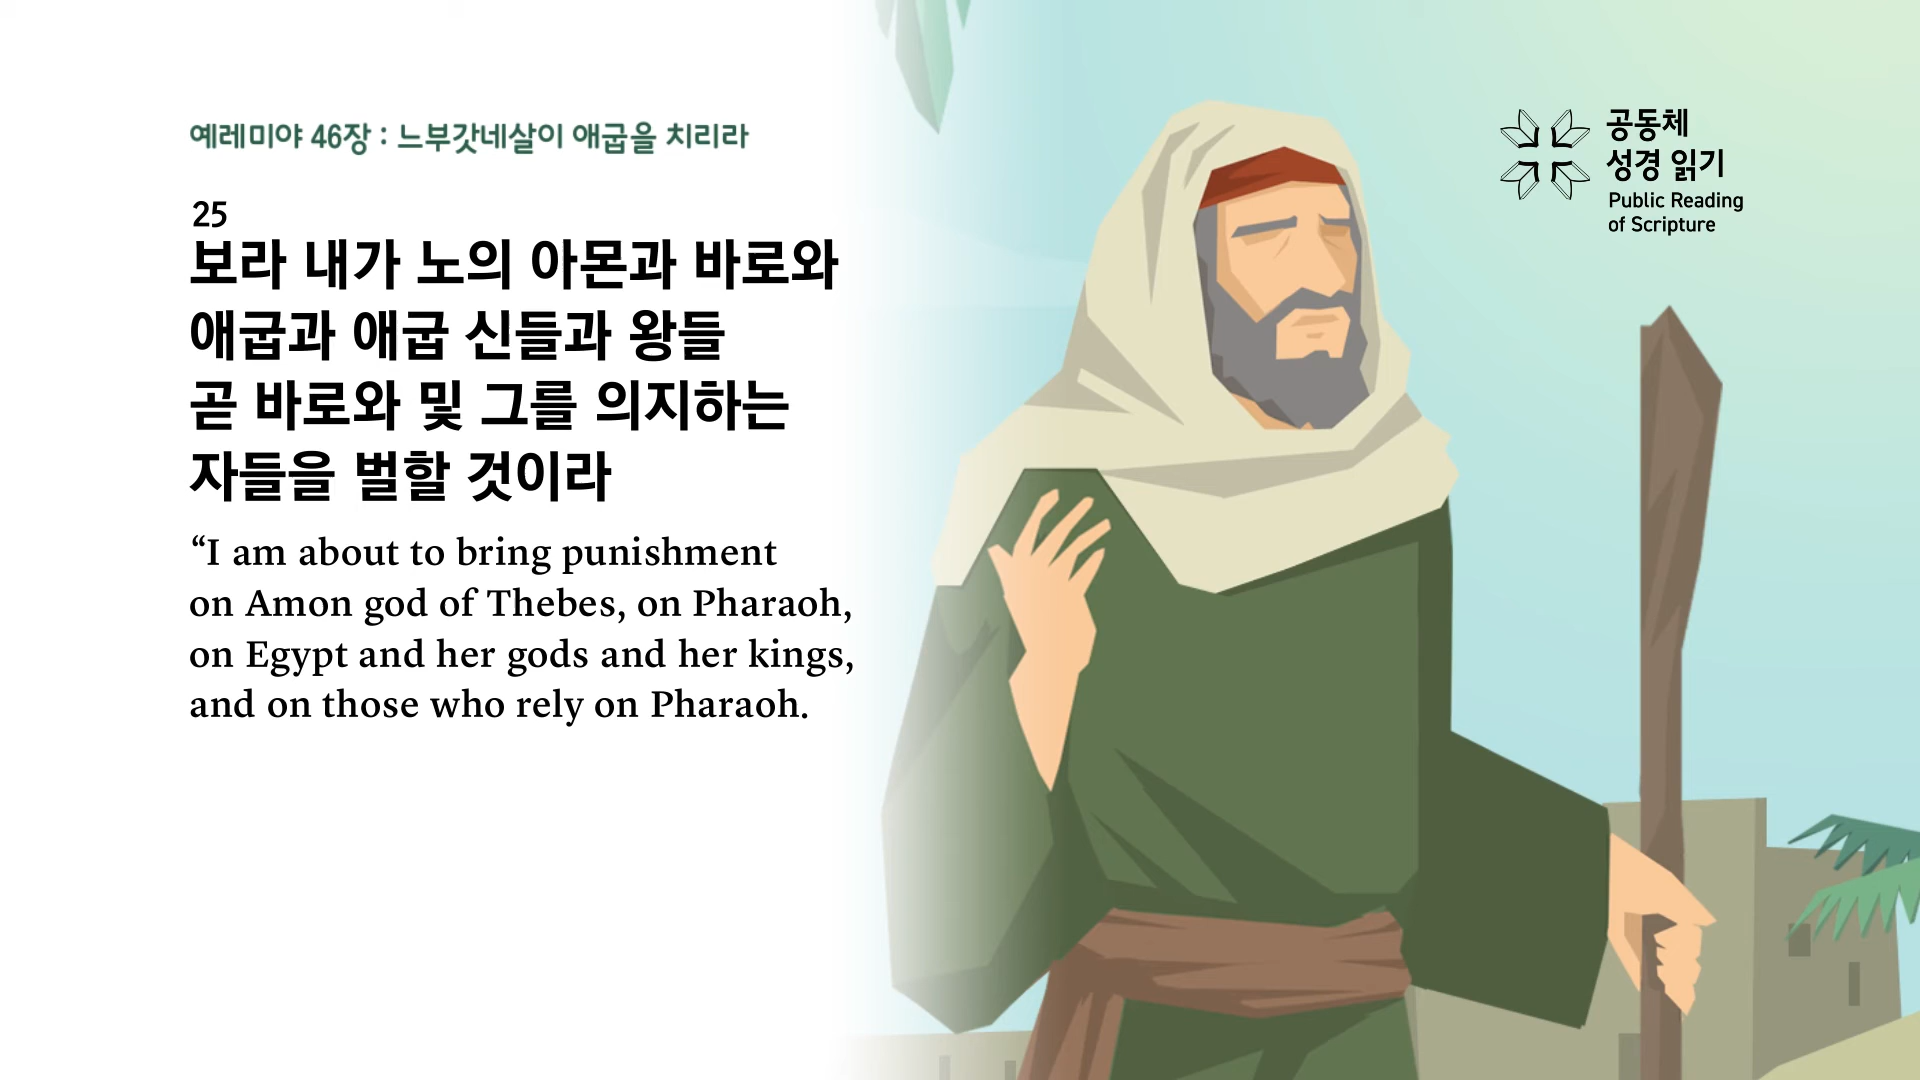 예레미야 46장 : 느부갓네살이 애굽을 치리라
25
보라 내가 노의 아몬과 바로와
애굽과 애굽 신들과 왕들
곧 바로와 및 그를 의지하는
자들을 벌할 것이라
“I am about to bring punishment
on Amon god of Thebes, on Pharaoh,
on Egypt and her gods and her kings,
and on those who rely on Pharaoh.
공동체
성경 읽기
Public Reading
of Scripture